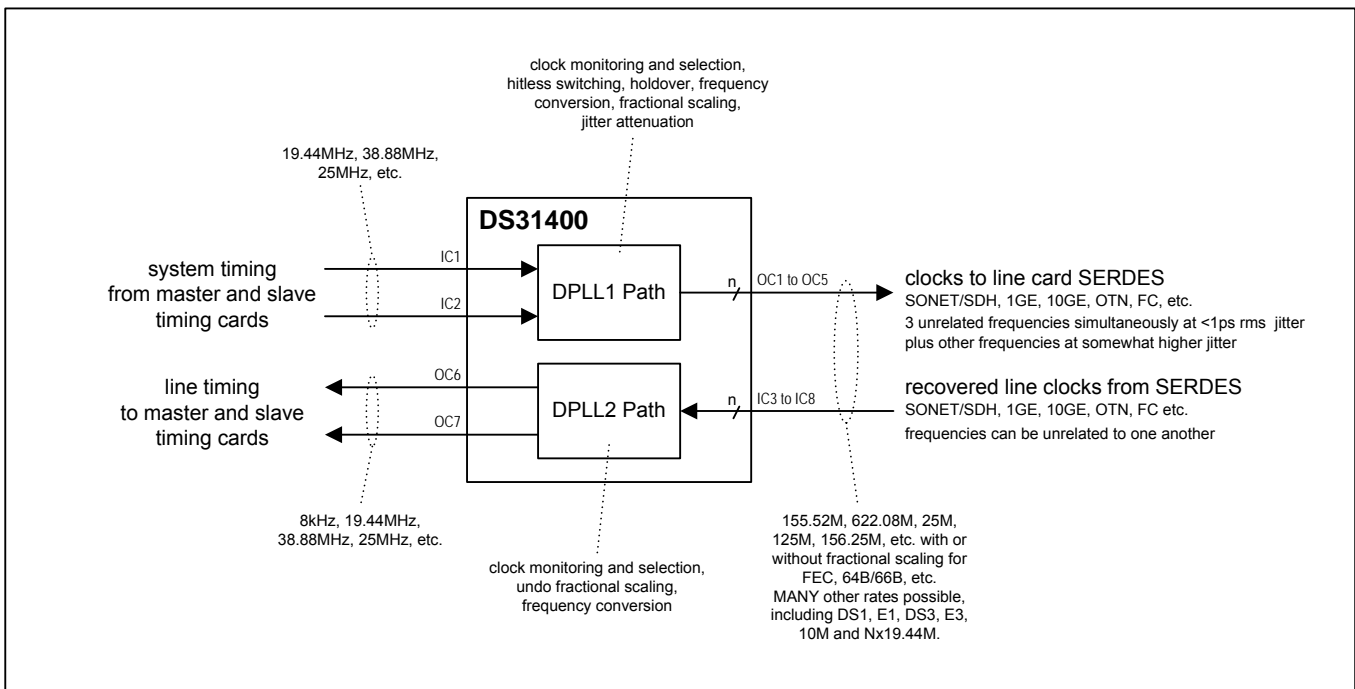 clock monitoring and selection,
hitless switching, holdover, frequency
conversion, fractional scaling,
jitter attenuation
19.44MHz, 38.88MHz,
25MHz, etc.
DS31400
system timing
from master and slave
timing cards
IC1
IC2
DPLL1 Path
n
OC1 to OC5
clocks to line card SERDES
SONET/SDH, 1GE, 10GE, OTN, FC, etc.
3 unrelated frequencies simultaneously at <1ps rms jitter
plus other frequencies at somewhat higher jitter
line timing
to master and slave
timing cards
OC6
OC7
DPLL2 Path
n
IC3 to IC8
recovered line clocks from SERDES
SONET/SDH, 1GE, 10GE, OTN, FC etc.
frequencies can be unrelated to one another
8kHz, 19.44MHz,
38.88MHz, 25MHz, etc.
clock monitoring and selection,
undo fractional scaling,
frequency conversion
155.52M, 622.08M, 25M,
125M, 156.25M, etc. with or
without fractional scaling for
FEC, 64B/66B, etc.
MANY other rates possible,
including DS1, E1, DS3, E3,
10M and Nx19.44M.